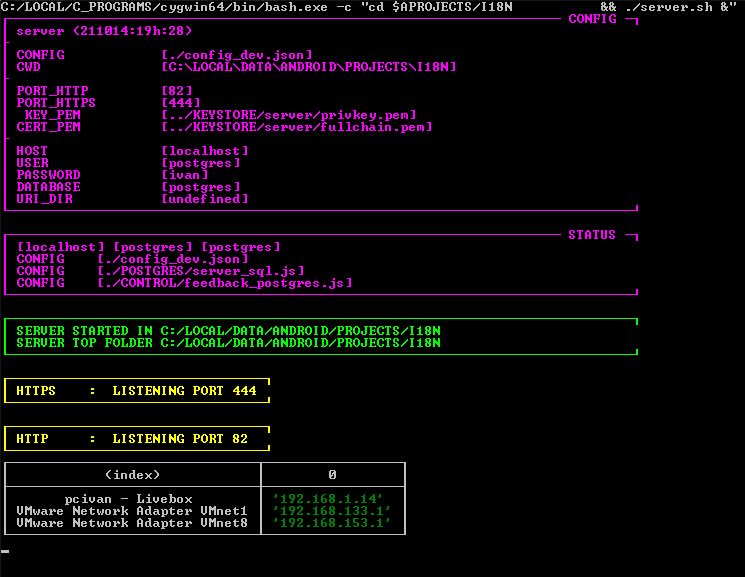 C:/LOCAL/C_PROGRAMS/cygwin64/bin/bash.exe -c "cd $APROJECTS/I18N && ./server.sh &"
CONFIG
server <211014:19h:28>
CONFIG [./config_dev.json]
CWD [C:\LOCAL\DATA\ANDROID\PROJECTS\I18N]
PORT_HTTP [82]
PORT_HTTPS [444]
KEY_PEM [../KEYSTORE/server/privkey.pem]
CERT_PEM [../KEYSTORE/server/fullchain.pem]
HOST [localhost]
USER [postgres]
PASSWORD [ivan]
DATABASE [postgres]
URI_DIR [undefined]
STATUS
[localhost] [postgres] [postgres]
CONFIG [./config_dev.json]
CONFIG [./POSTGRES/server_sql.js]
CONFIG [./CONTROL/feedback_postgres.js]
SERVER STARTED IN C:/LOCAL/DATA/ANDROID/PROJECTS/I18N
SERVER TOP FOLDER C:/LOCAL/DATA/ANDROID/PROJECTS/I18N
HTTPS : LISTENING PORT 444
HTTP : LISTENING PORT 82
(index) 0
pcivan - Livebox '192.168.1.14'
VMware Network Adapter VMnet1 '192.168.133.1'
VMware Network Adapter VMnet8 '192.168.153.1'